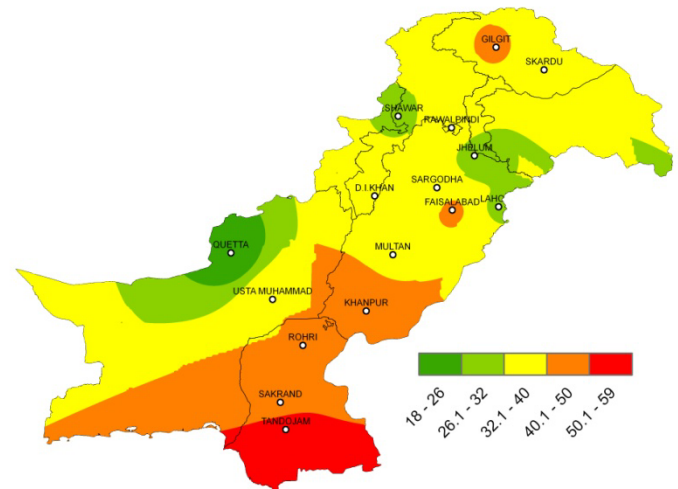 GILGIT
SKARDU
SHAWAR
RAWALPINDI
JHELUM
SARGODHA
D.I.KHAN
FAISALABAD
LAHO
MULTAN
QUETTA
USTA MUHAMMAD
KHANPUR
ROHRI
SAKRAND
TANDOJAM
18 - 26
26.1 - 32
32.1 - 40
40.1 - 50
50.1 - 59